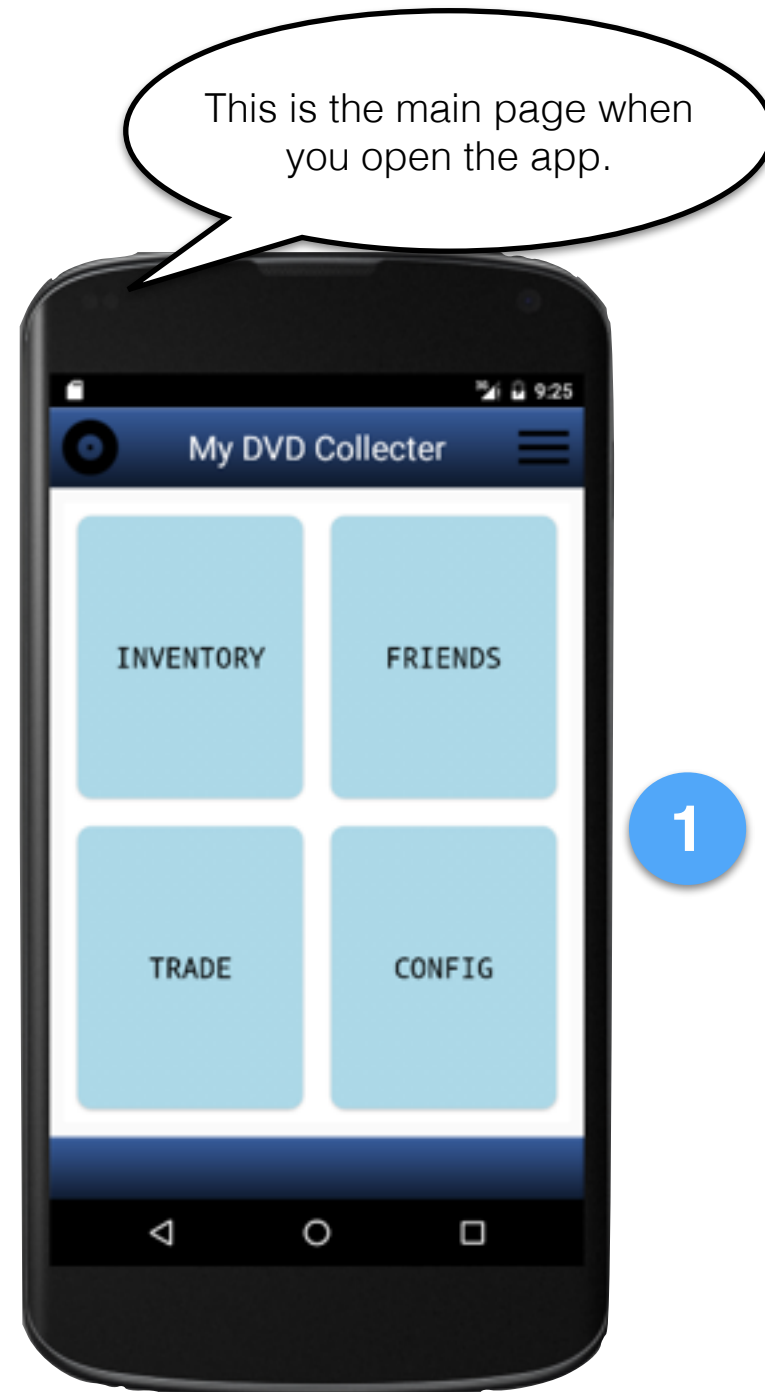 This is the main page when
you open the app.
9:25
My DVD Collecter
INVENTORY
FRIENDS
1
TRADE
CONFIG